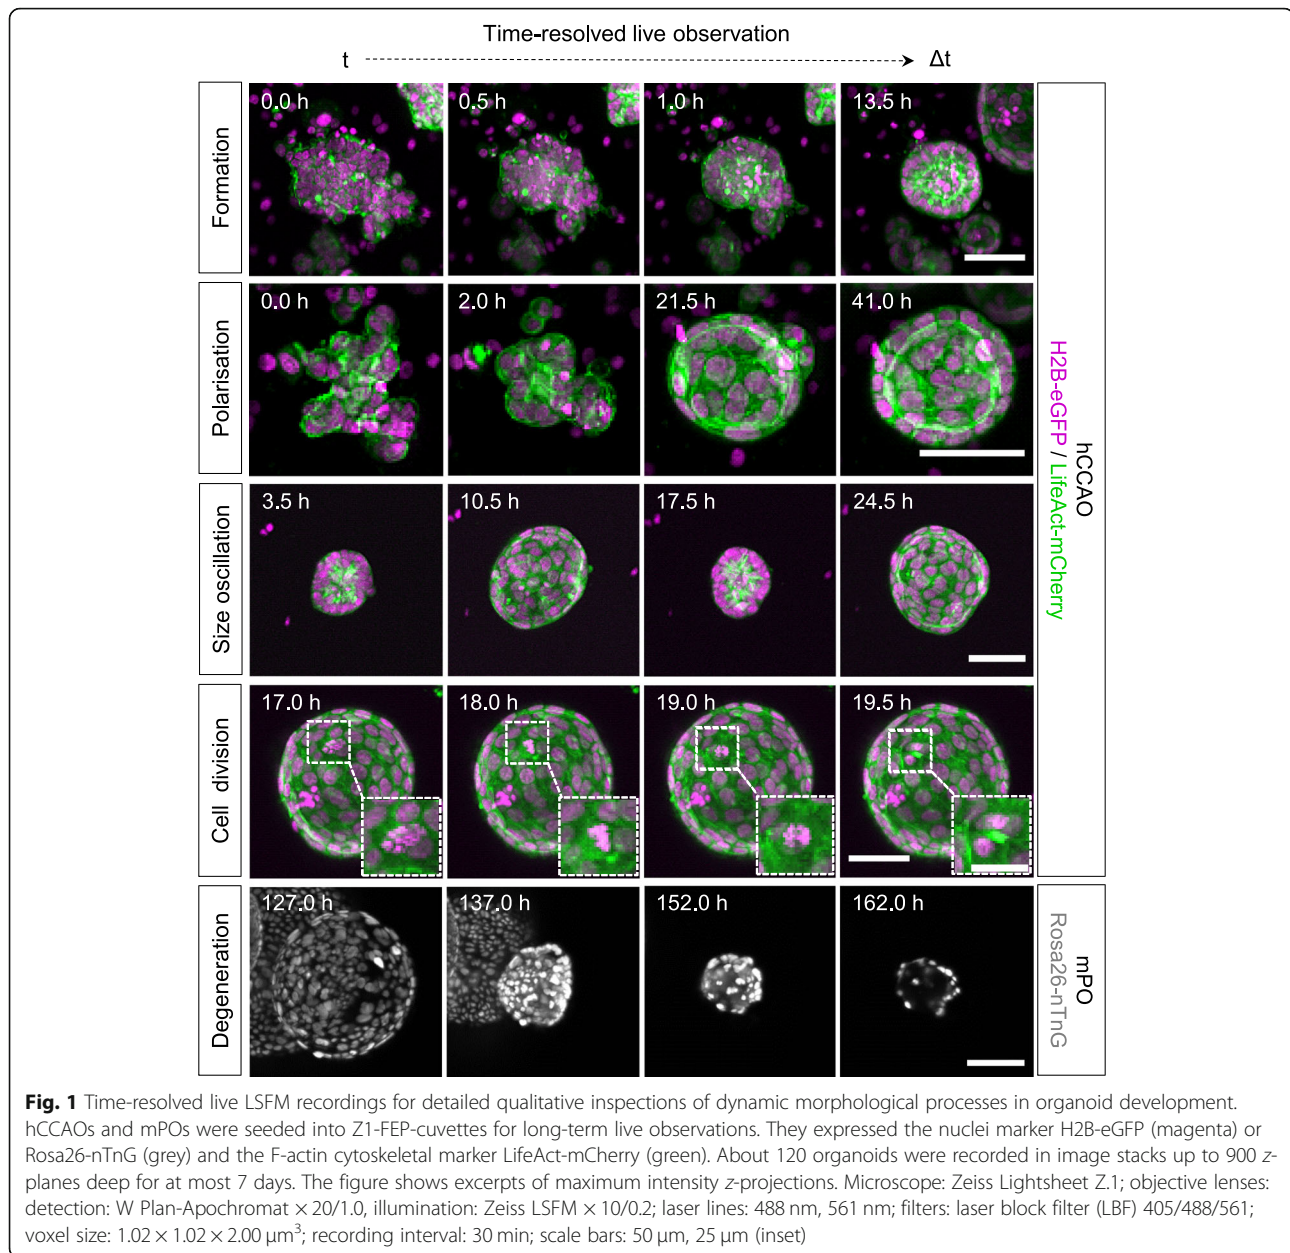 Time-resolved live observation
t
Δt
Formation
0.0 h
0.5 h
1.0 h
13.5 h
Polarisation
0.0 h
2.0 h
21.5 h
41.0 h
Size oscillation
3.5 h
10.5 h
17.5 h
24.5 h
Cell division
17.0 h
18.0 h
19.0 h
19.5 h
hCCAO
H2B-eGFP / LifeAct-mCherry
Degeneration
127.0 h
137.0 h
152.0 h
162.0 h
mPO
Rosa26-nTnG
Fig. 1 Time-resolved live LSFM recordings for detailed qualitative inspections of dynamic morphological processes in organoid development.
hCCAOs and mPOs were seeded into Z1-FEP-cuvettes for long-term live observations. They expressed the nuclei marker H2B-eGFP (magenta) or
Rosa26-nTnG (grey) and the F-actin cytoskeletal marker LifeAct-mCherry (green). About 120 organoids were recorded in image stacks up to 900 z-
planes deep for at most 7 days. The figure shows excerpts of maximum intensity z-projections. Microscope: Zeiss Lightsheet Z.1; objective lenses:
detection: W Plan-Apochromat × 20/1.0, illumination: Zeiss LSFM × 10/0.2; laser lines: 488 nm, 561 nm; filters: laser block filter (LBF) 405/488/561;
voxel size: 1.02 × 1.02 × 2.00 μm³; recording interval: 30 min; scale bars: 50 μm, 25 μm (inset)